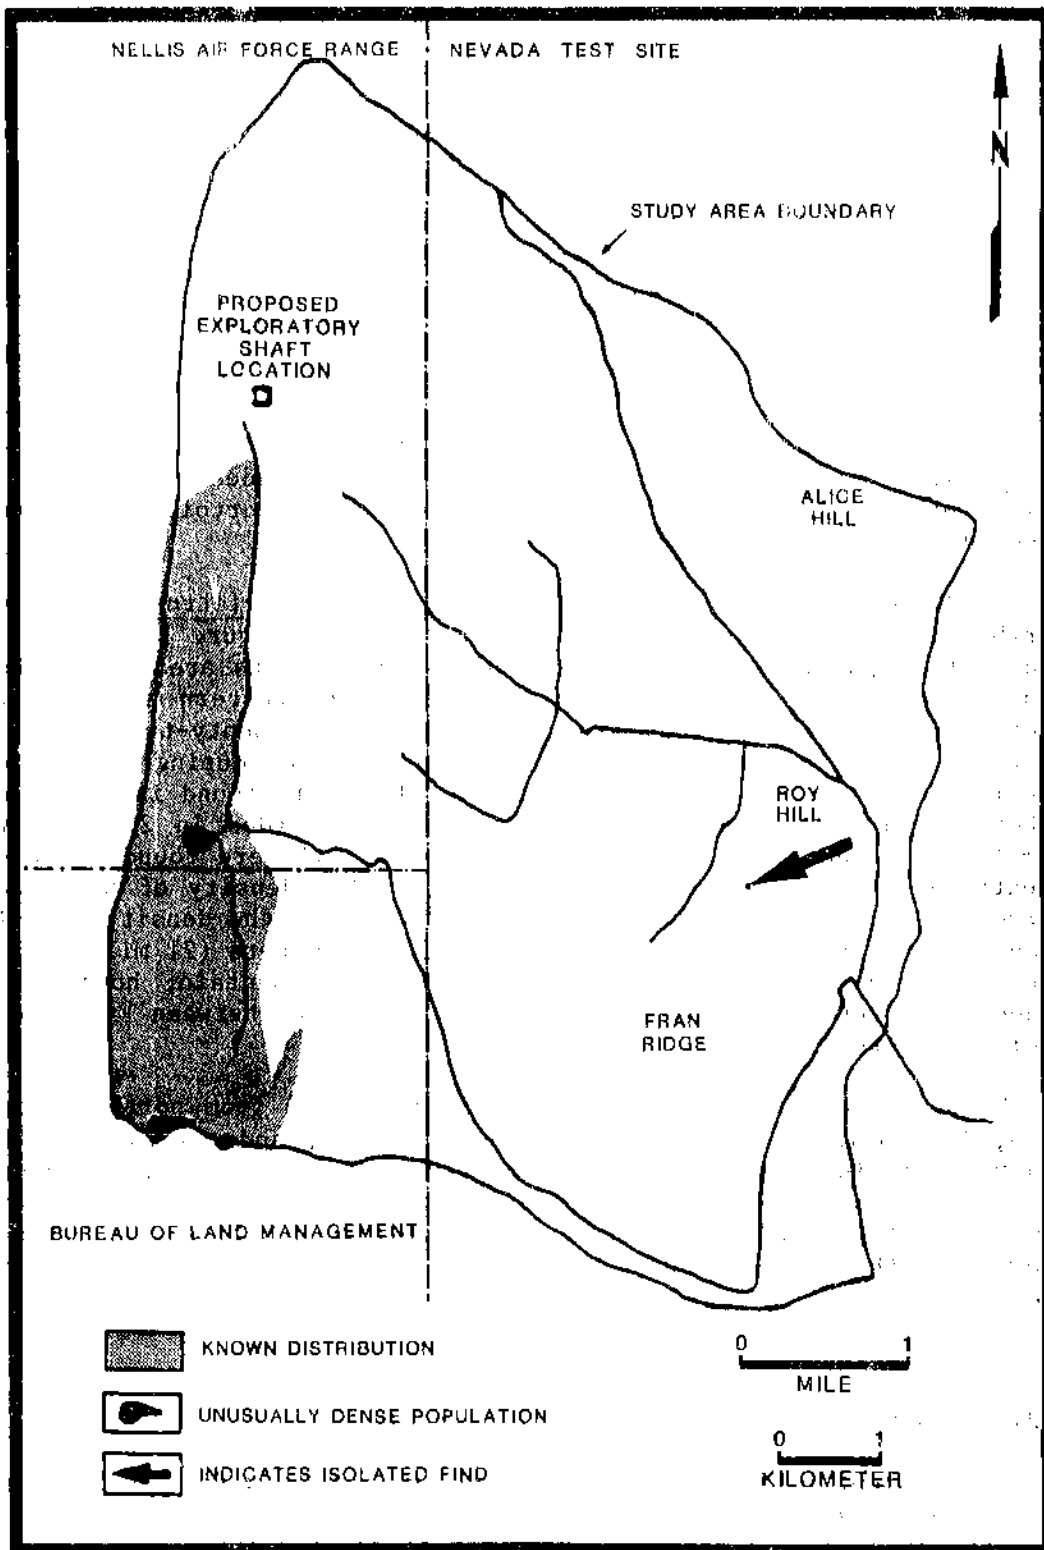 NELLIS AIR FORCE RANGE
NEVADA TEST SITE
N
STUDY AREA BOUNDARY
PROPOSED
EXPLORATORY
SHAFT
LOCATION
ALICE
HILL
ROY
HILL
FRAN
RIDGE
BUREAU OF LAND MANAGEMENT
KNOWN DISTRIBUTION
UNUSUALLY DENSE POPULATION
INDICATES ISOLATED FIND
0 1
MILE
0 1
KILOMETER